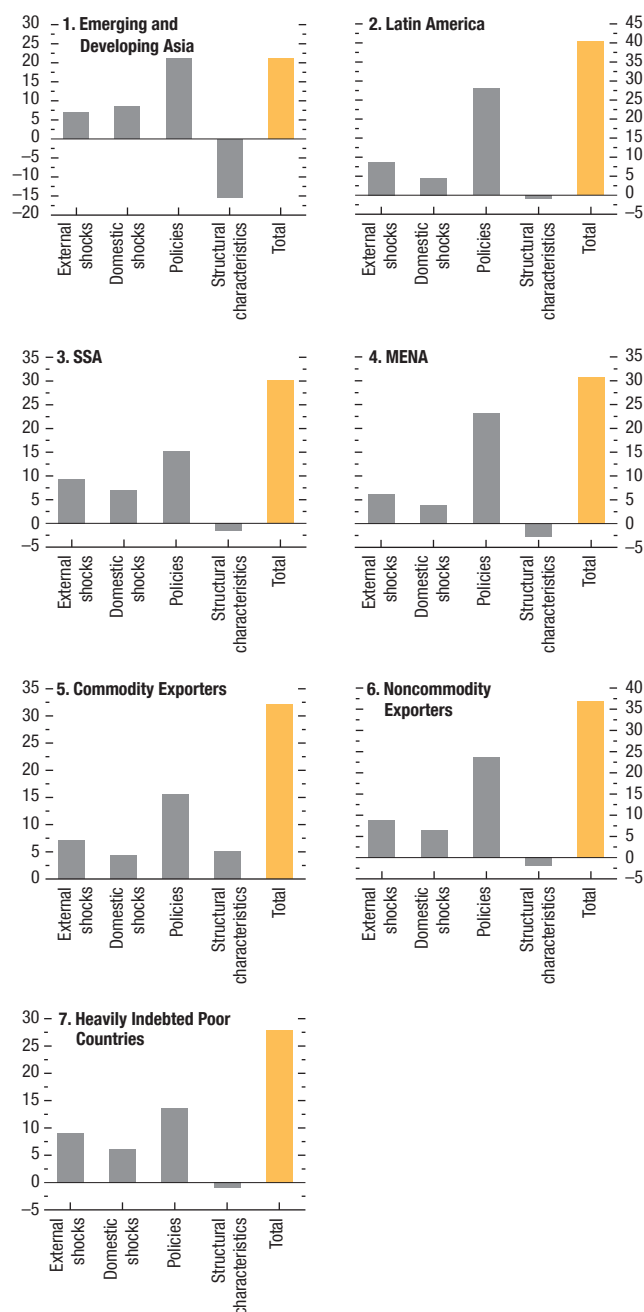 1. Emerging and
Developing Asia
30
25
20
15
10
5
0
–5
–10
–15
–20
External
shocks
Domestic
shocks
Policies
Structural
characteristics
Total
2. Latin America
45
40
35
30
25
20
15
10
5
0
–5
External
shocks
Domestic
shocks
Policies
Structural
characteristics
Total
3. SSA
35
30
25
20
15
10
5
0
–5
External
shocks
Domestic
shocks
Policies
Structural
characteristics
Total
4. MENA
35
30
25
20
15
10
5
0
–5
External
shocks
Domestic
shocks
Policies
Structural
characteristics
Total
5. Commodity Exporters
35
30
25
20
15
10
5
0
External
shocks
Domestic
shocks
Policies
Structural
characteristics
Total
6. Noncommodity
Exporters
40
35
30
25
20
15
10
5
0
–5
External
shocks
Domestic
shocks
Policies
Structural
characteristics
Total
7. Heavily Indebted Poor
Countries
30
25
20
15
10
5
0
–5
External
shocks
Domestic
shocks
Policies
Structural
characteristics
Total